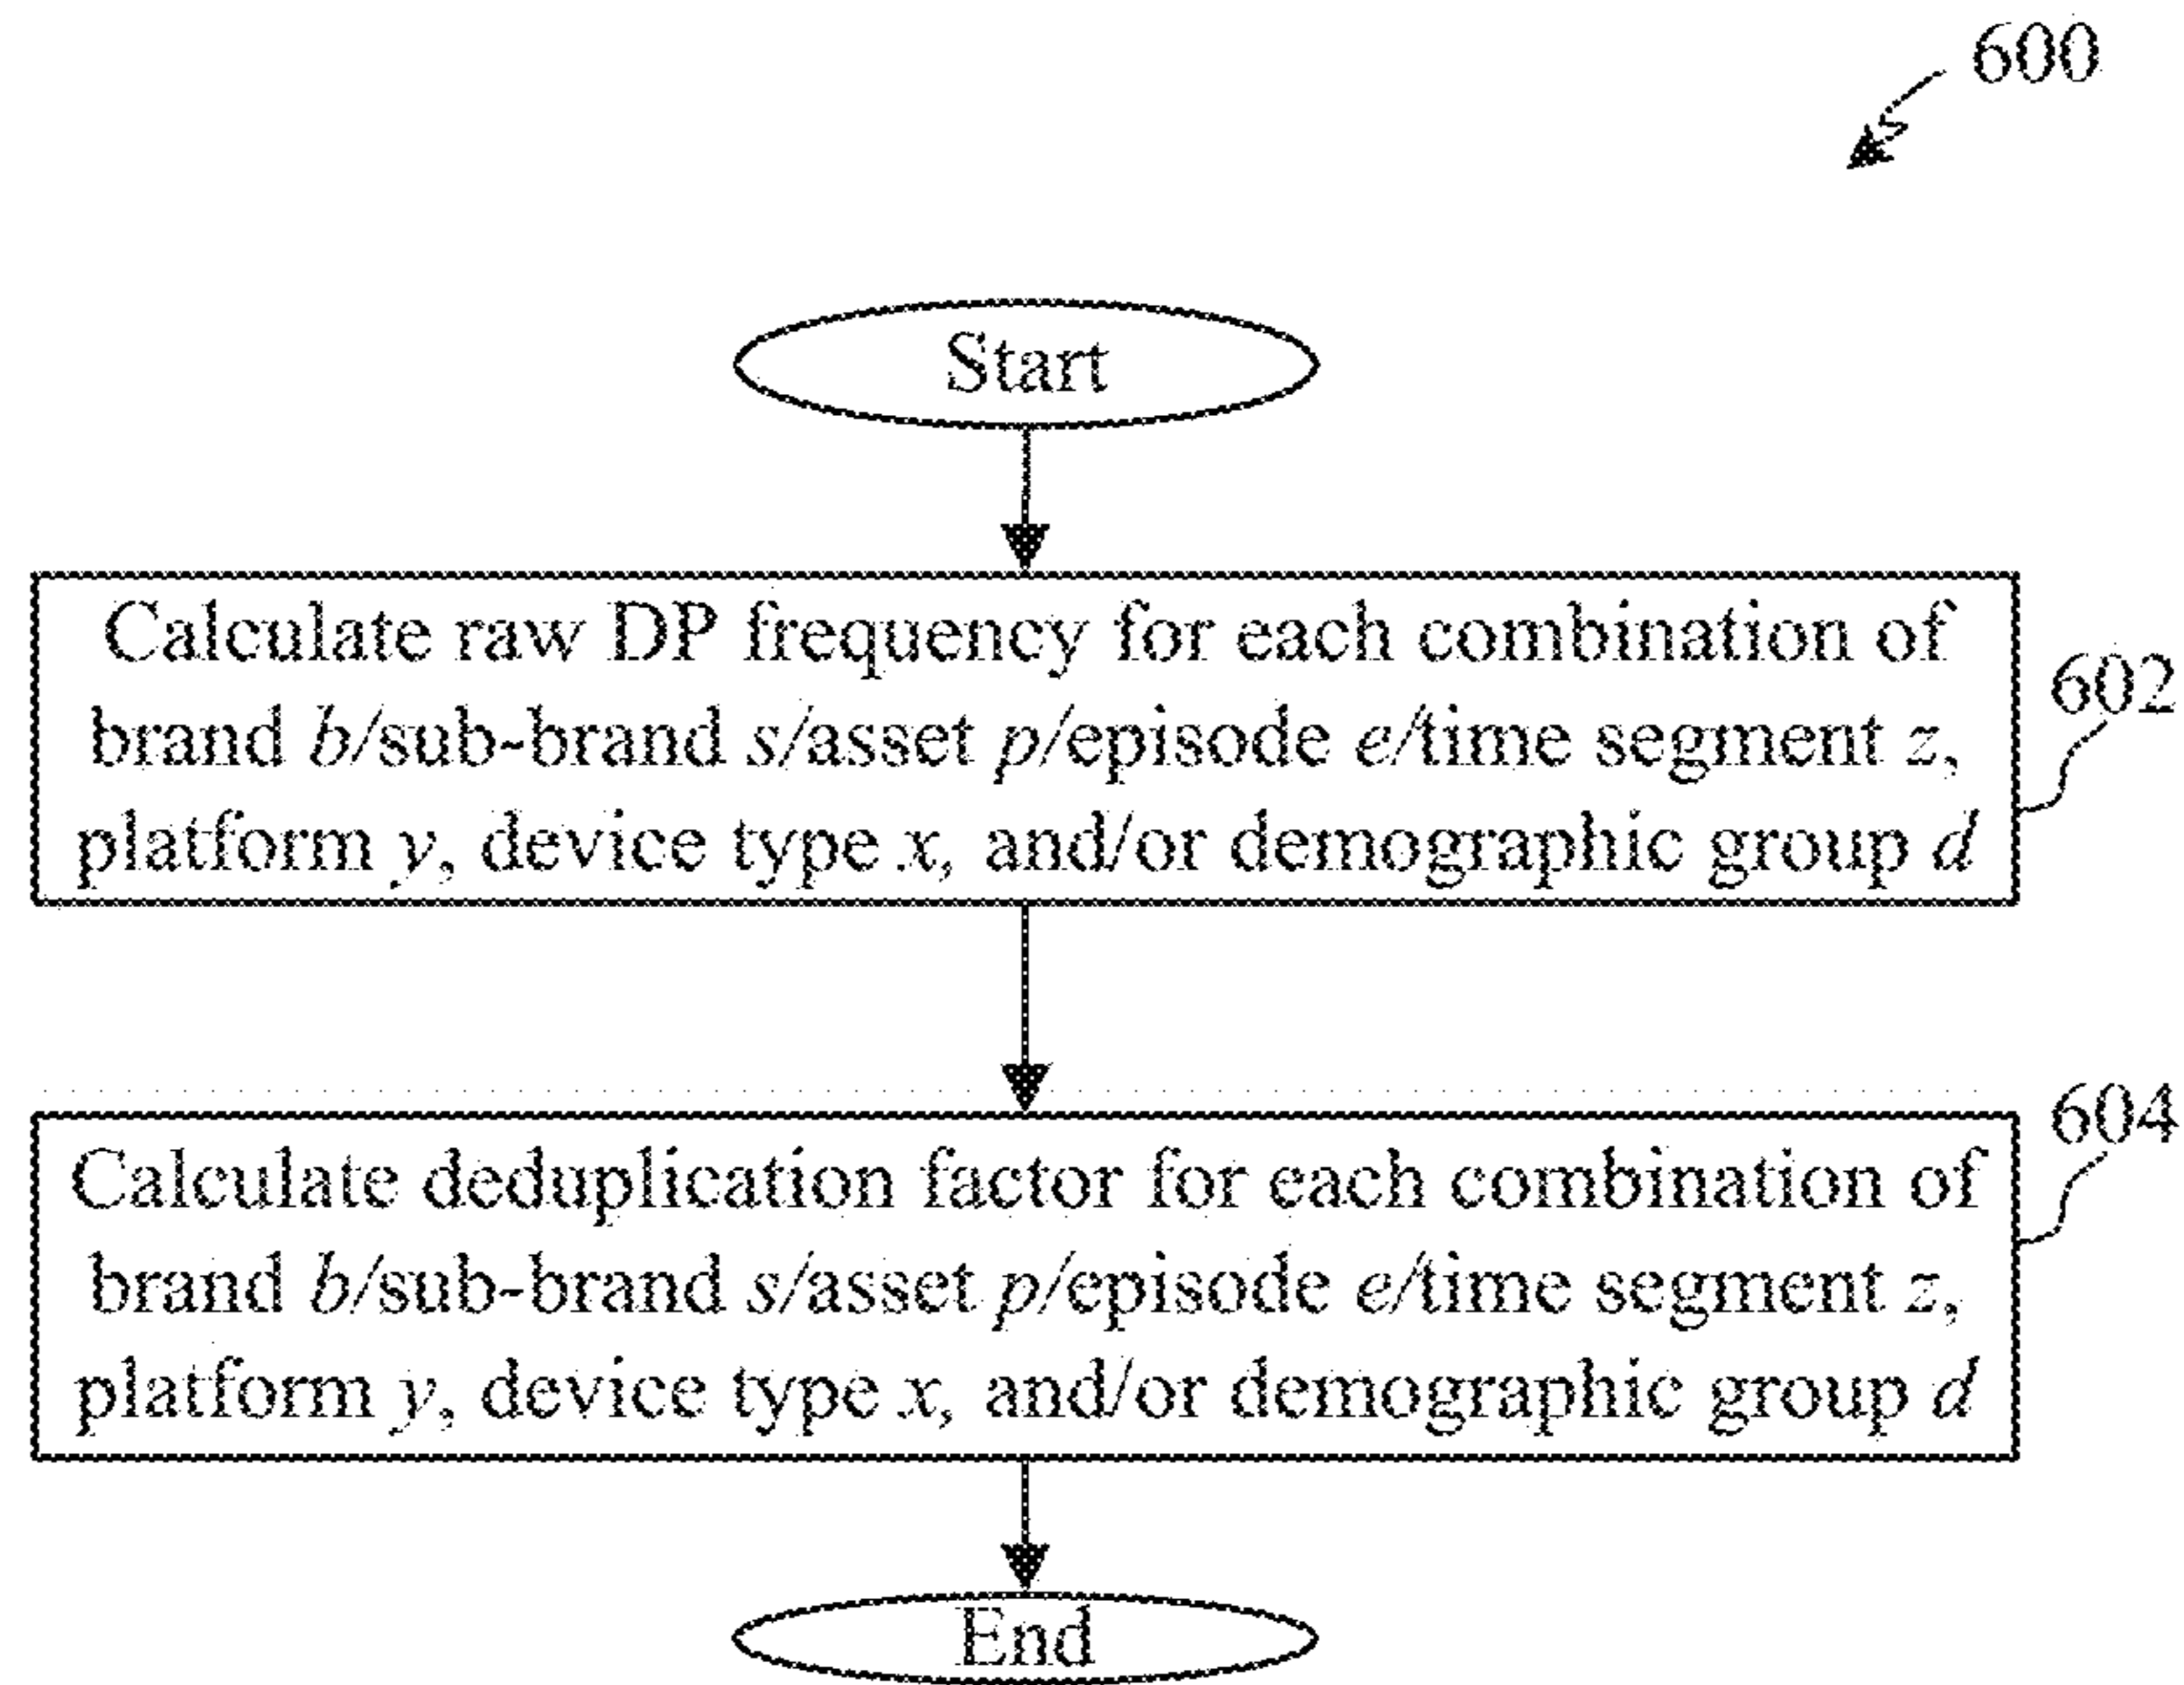 600
Start
Calculate raw DP frequency for each combination of
brand b/sub-brand s/asset p/episode e/time segment z,
platform y, device type x, and/or demographic group d
602
Calculate deduplication factor for each combination of
brand b/sub-brand s/asset p/episode e/time segment z,
platform y, device type x, and/or demographic group d
604
End